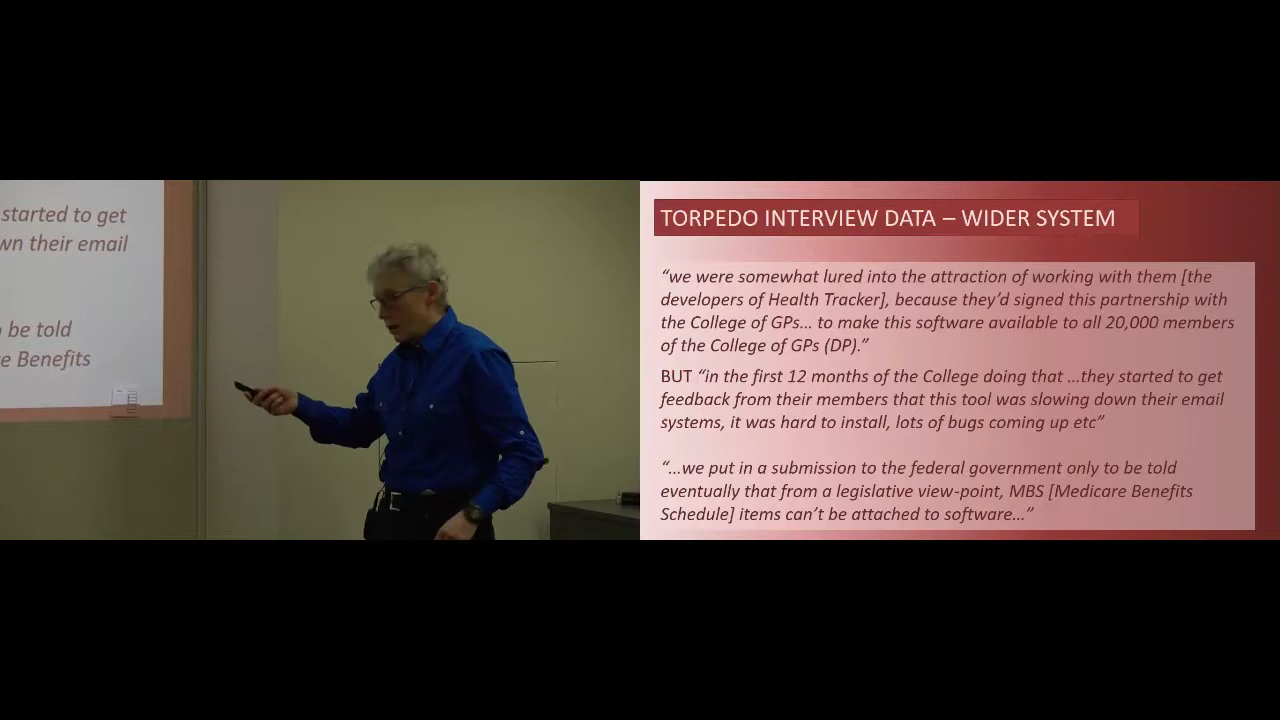 started to get
wn their email
be told
e Benefits
TORPEDO INTERVIEW DATA – WIDER SYSTEM
“we were somewhat lured into the attraction of working with them [the
developers of Health Tracker], because they’d signed this partnership with
the College of GPs… to make this software available to all 20,000 members
of the College of GPs (DP).”
BUT “in the first 12 months of the College doing that …they started to get
feedback from their members that this tool was slowing down their email
systems, it was hard to install, lots of bugs coming up etc”
“…we put in a submission to the federal government only to be told
eventually that from a legislative view-point, MBS [Medicare Benefits
Schedule] items can’t be attached to software…”